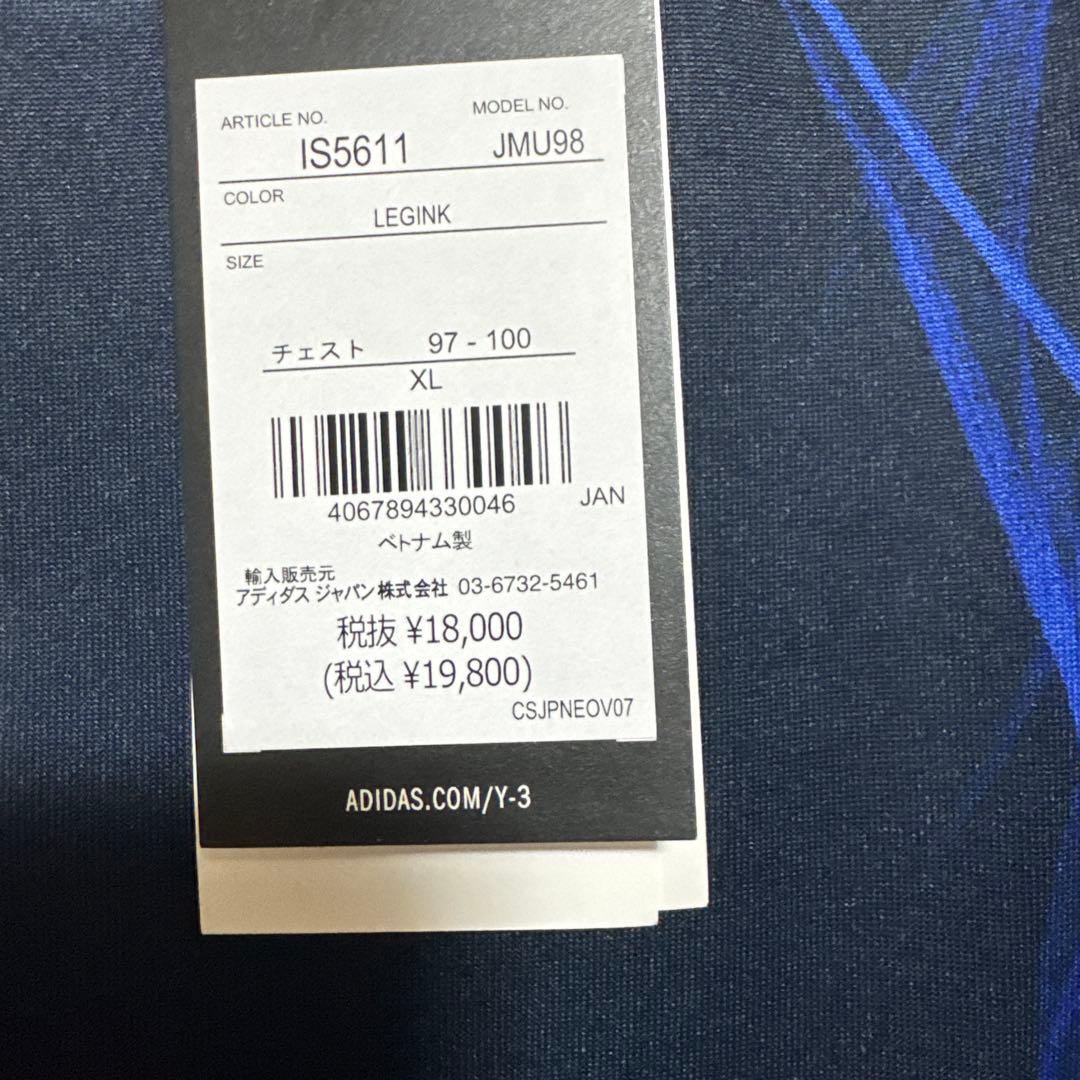 ARTICLE NO. MODEL NO.
IS5611 JMU98
COLOR
LEGINK
SIZE
チェスト 97 - 100
XL
4067894330046 JAN
ベトナム製
輸入販売元
アディダス ジャパン株式会社 03-6732-5461
税抜 ¥18,000
(税込 ¥19,800)
CSJPNEOV07
ADIDAS.COM/Y-3